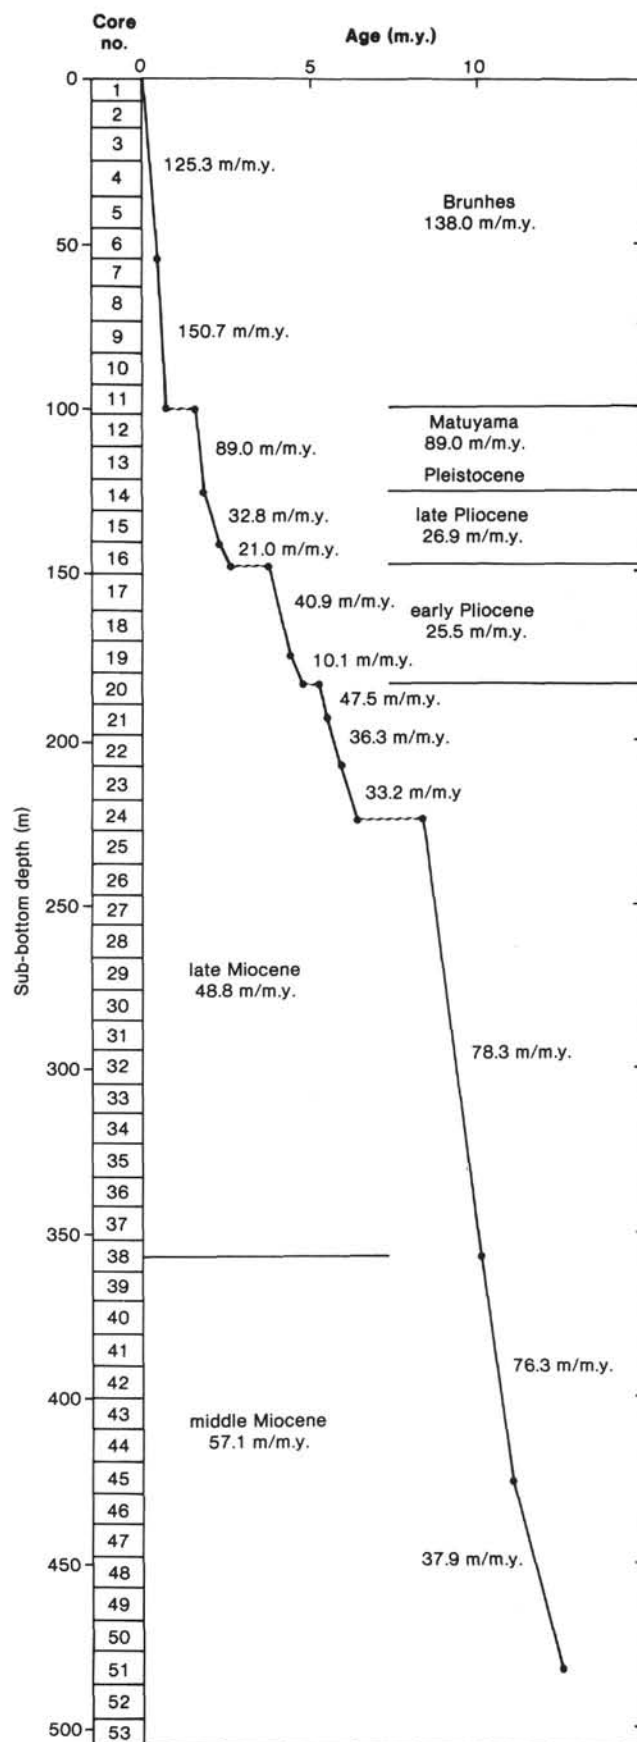 Core no.
Age (m.y.)
0 5 10
0
1
2
3
125.3 m/m.y.
4
Brunhes
138.0 m/m.y.
5
50
6
7
8
150.7 m/m.y.
9
10
100
11
12
Matuyama
89.0 m/m.y.
89.0 m/m.y.
13
Pleistocene
14
32.8 m/m.y.
late Pliocene
26.9 m/m.y.
15
21.0 m/m.y.
16
150
17
40.9 m/m.y.
early Pliocene
25.5 m/m.y.
18
19
10.1 m/m.y.
20
47.5 m/m.y.
21
36.3 m/m.y.
200
22
23
33.2 m/m.y
24
25
26
250
27
28
Sub-bottom depth (m)
29
late Miocene
48.8 m/m.y.
30
31
78.3 m/m.y.
300
32
33
34
35
36
37
350
38
39
40
41
76.3 m/m.y.
42
400
43
middle Miocene
57.1 m/m.y.
44
45
46
47
450
37.9 m/m.y.
48
49
50
51
52
500
53